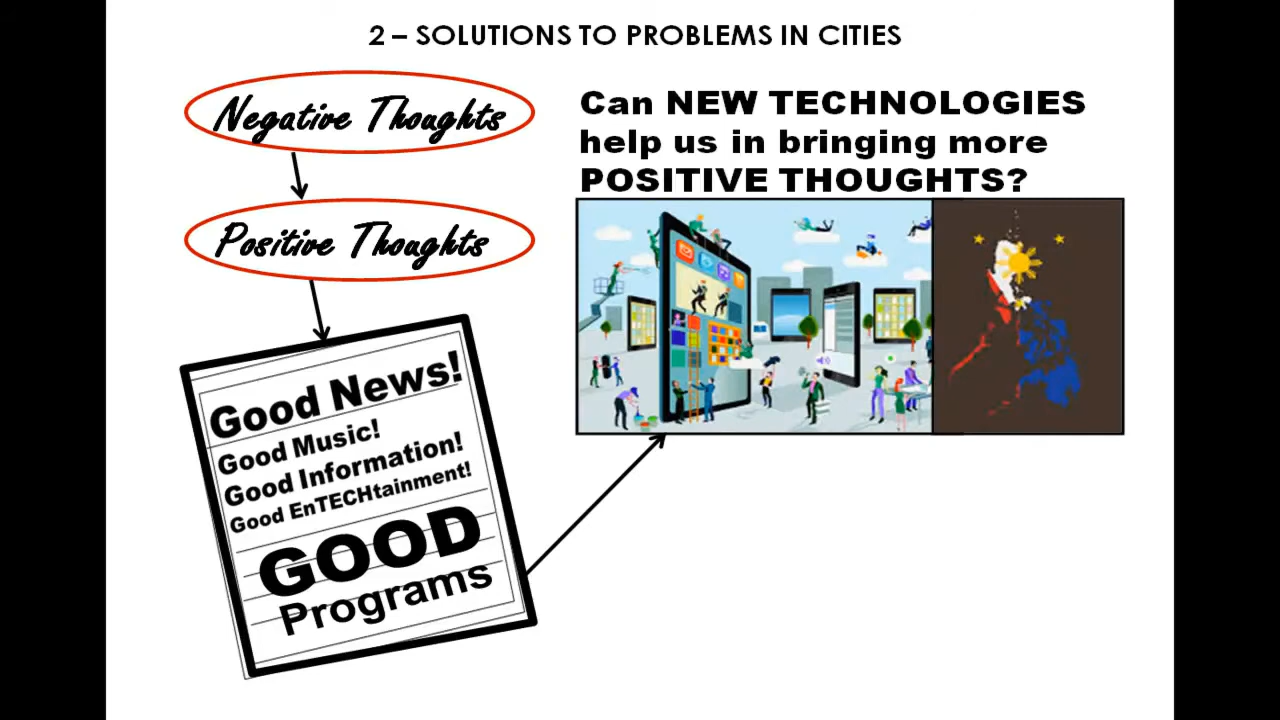 2 – SOLUTIONS TO PROBLEMS IN CITIES
Negative Thoughts
Positive Thoughts
Good News!
Good Music!
Good Information!
Good EnTECHtainment!
GOOD
Programs
Can NEW TECHNOLOGIES
help us in bringing more
POSITIVE THOUGHTS?